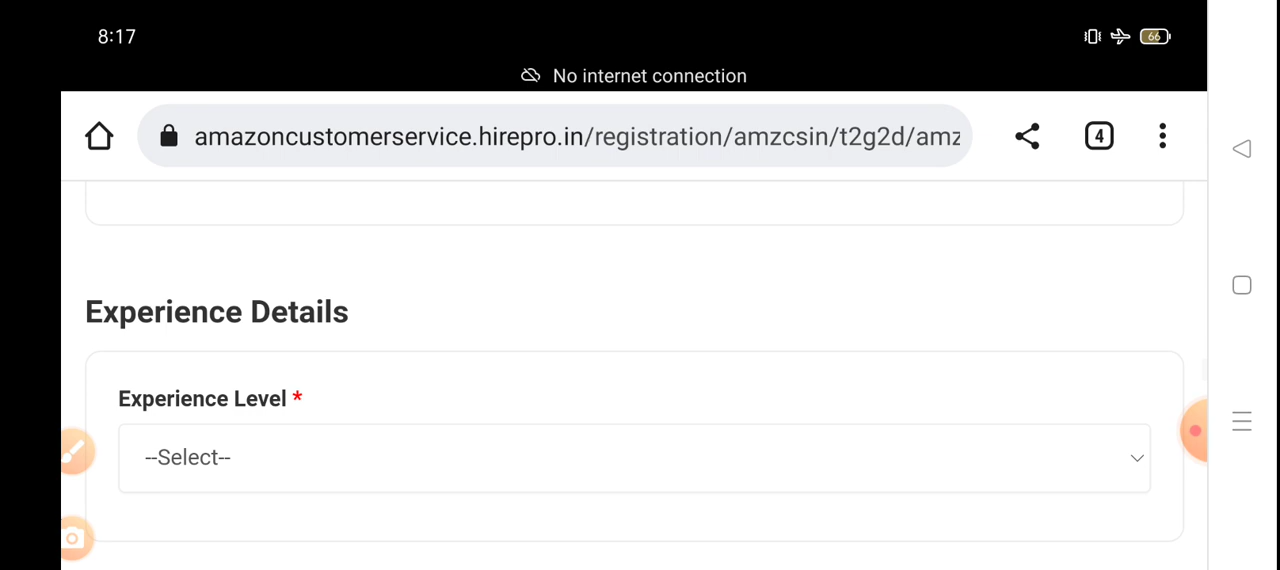 8:17
66
No internet connection
amazoncustomerservice.hirepro.in/registration/amzcsin/t2g2d/amz
4
Experience Details
Experience Level *
--Select--